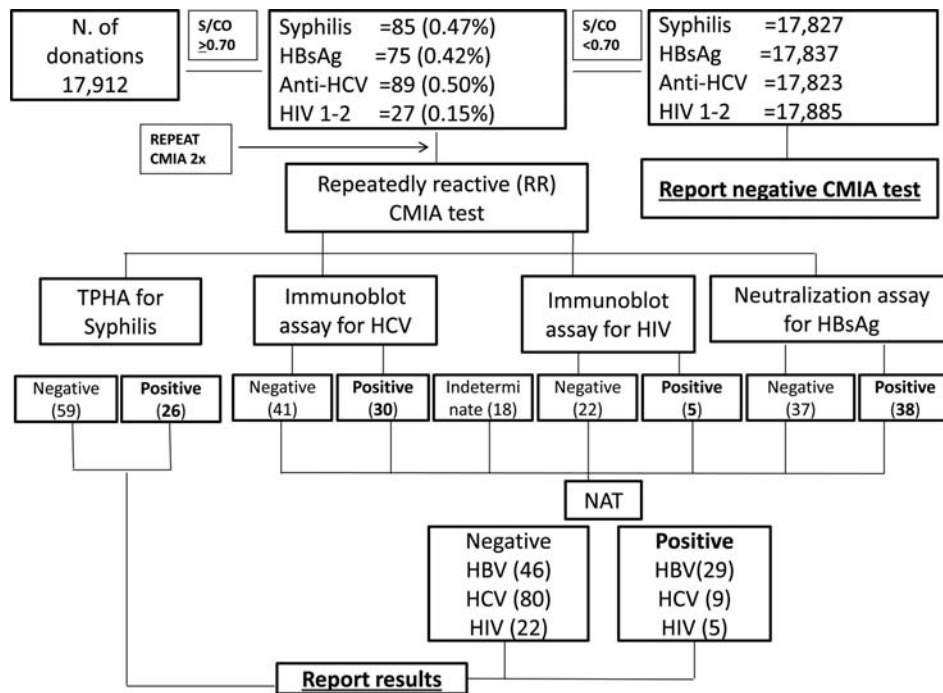 N. of
donations
17,912
S/CO
≥0.70
Syphilis =85 (0.47%)
HBsAg =75 (0.42%)
Anti-HCV =89 (0.50%)
HIV 1-2 =27 (0.15%)
S/CO
<0.70
Syphilis =17,827
HBsAg =17,837
Anti-HCV =17,823
HIV 1-2 =17,885
REPEAT
CMIA 2x
Repeatedly reactive (RR)
CMIA test
Report negative CMIA test
TPHA for
Syphilis
Immunoblot
assay for HCV
Immunoblot
assay for HIV
Neutralization assay
for HBsAg
Negative
(59)
Positive
(26)
Negative
(41)
Positive
(30)
Indetermi
nate (18)
Negative
(22)
Positive
(5)
Negative
(37)
Positive
(38)
NAT
Negative
HBV (46)
HCV (80)
HIV (22)
Positive
HBV(29)
HCV (9)
HIV (5)
Report results